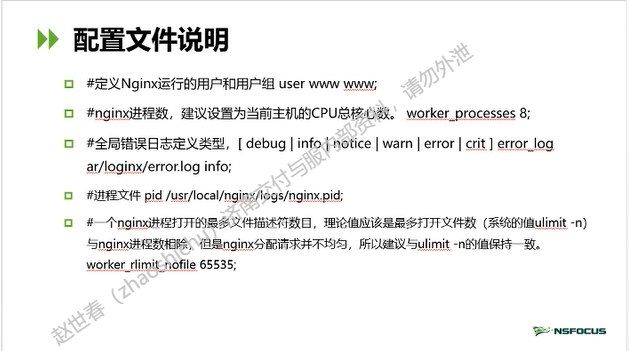 配置文件说明
#定义Nginx运行的用户和用户组 user www www;
#nginx进程数，建议设置为当前主机的CPU总核心数。 worker_processes 8;
#全局错误日志定义类型，[ debug | info | notice | warn | error | crit ] error_log
ar/loginx/error.log info;
#进程文件 pid /usr/local/nginx/logs/nginx.pid;
#一个nginx进程打开的最多文件描述符数目，理论值应该是最多打开文件数（系统的值ulimit -n）
与nginx进程数相除，但是nginx分配请求并不均匀，所以建议与ulimit -n的值保持一致。
worker_rlimit_nofile 65535;
赵世春（zhaoshichun）济南交付与服内部资料，请勿外泄
NSFOCUS